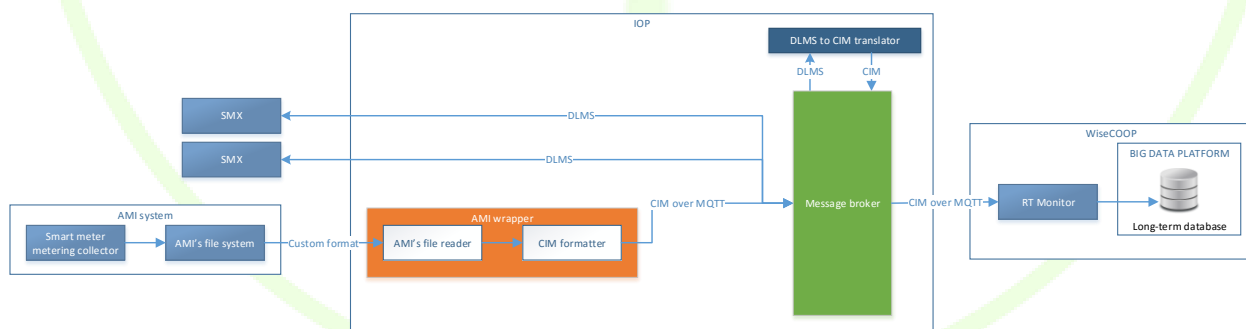 IOP
DLMS to CIM translator
DLMS
CIM
SMX
DLMS
SMX
DLMS
WiseCOOP
BIG DATA PLATFORM
AMI system
Smart meter
metering collector
AMI's file system
Custom format
AMI wrapper
AMI's file reader
CIM formatter
CIM over MQTT
Message broker
CIM over MQTT
RT Monitor
Long-term database